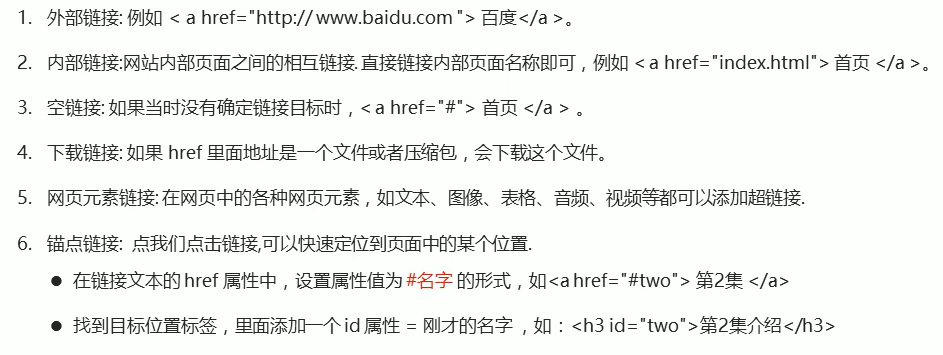 1. 外部链接: 例如 < a href="http:// www.baidu.com "> 百度</a >。
2. 内部链接:网站内部页面之间的相互链接. 直接链接内部页面名称即可，例如 < a href="index.html"> 首页 </a >。
3. 空链接: 如果当时没有确定链接目标时，< a href="#"> 首页 </a > 。
4. 下载链接: 如果 href 里面地址是一个文件或者压缩包，会下载这个文件。
5. 网页元素链接: 在网页中的各种网页元素，如文本、图像、表格、音频、视频等都可以添加超链接.
6. 锚点链接: 点我们点击链接,可以快速定位到页面中的某个位置.
● 在链接文本的 href 属性中，设置属性值为 #名字 的形式，如<a href="#two"> 第2集 </a>
● 找到目标位置标签，里面添加一个 id 属性 = 刚才的名字 ，如：<h3 id="two">第2集介绍</h3>